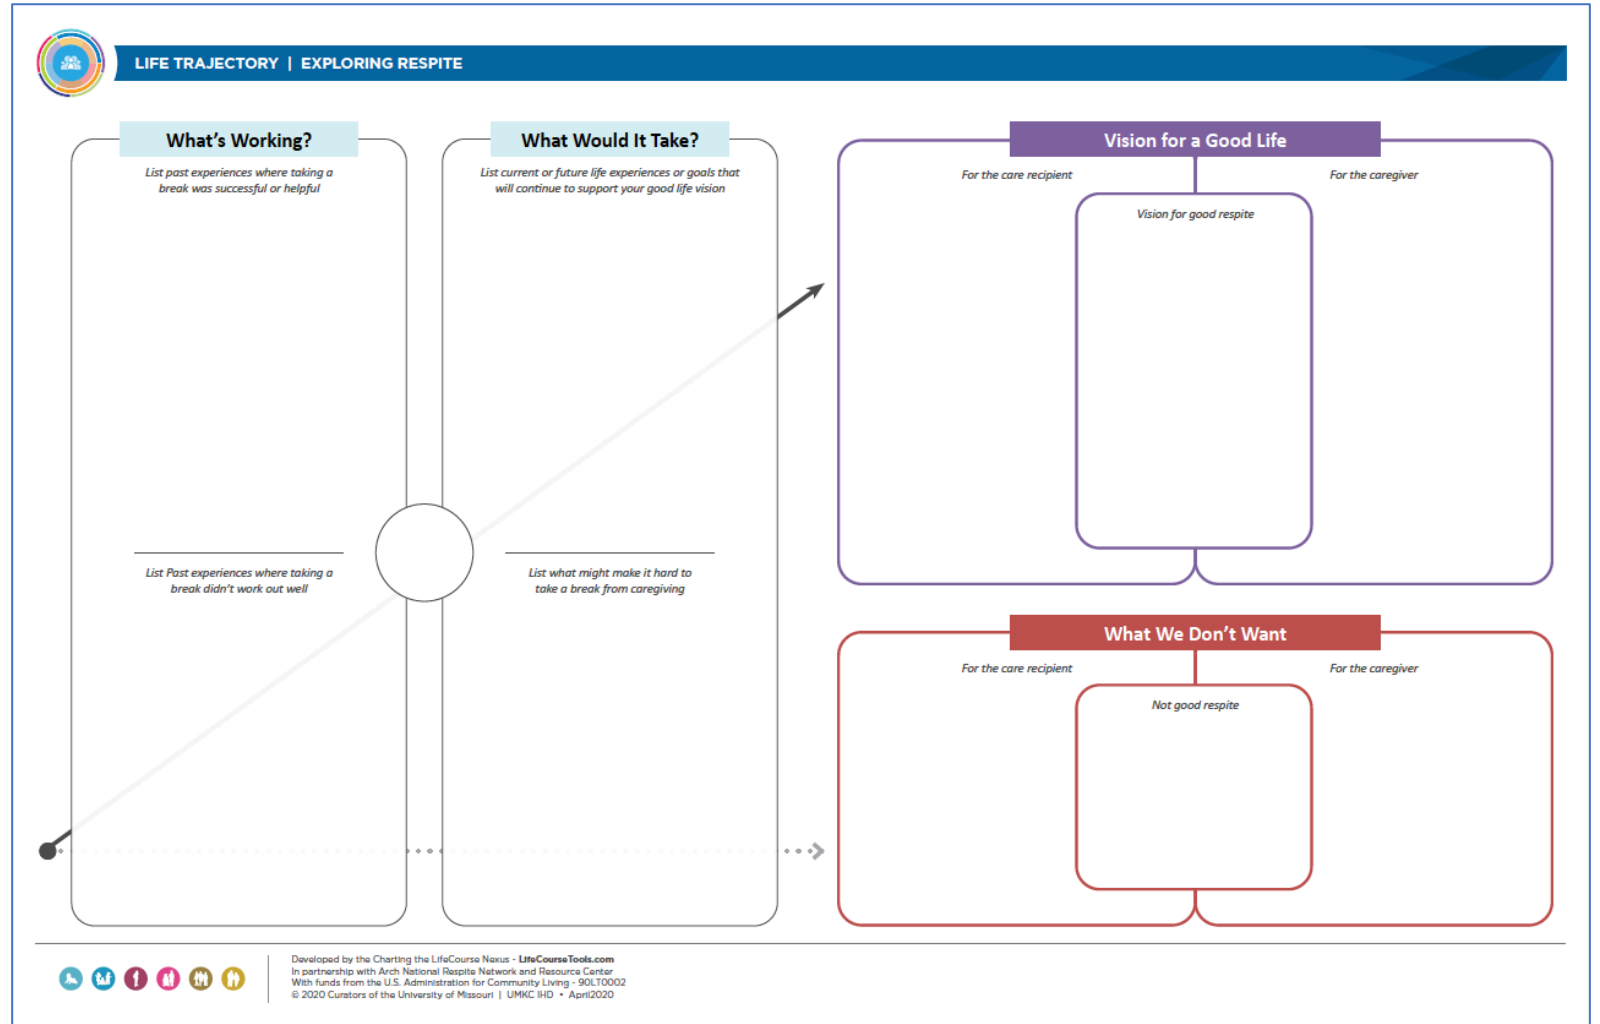 LIFE TRAJECTORY | EXPLORING RESPITE
What's Working?
List past experiences where taking a
break was successful or helpful
List Past experiences where taking a
break didn't work out well
What Would It Take?
List current or future life experiences or goals that
will continue to support your good life vision
List what might make it hard to
take a break from caregiving
Vision for a Good Life
For the care recipient
For the caregiver
Vision for good respite
What We Don't Want
For the care recipient
For the caregiver
Not good respite
Developed by the Charting the LifeCourse Nexus - LifeCourseTools.com
In partnership with Arch National Respite Network and Resource Center
With funds from the U.S. Administration for Community Living - 90LT0002
© 2020 Curators of the University of Missouri | UMKC IHD • April2020